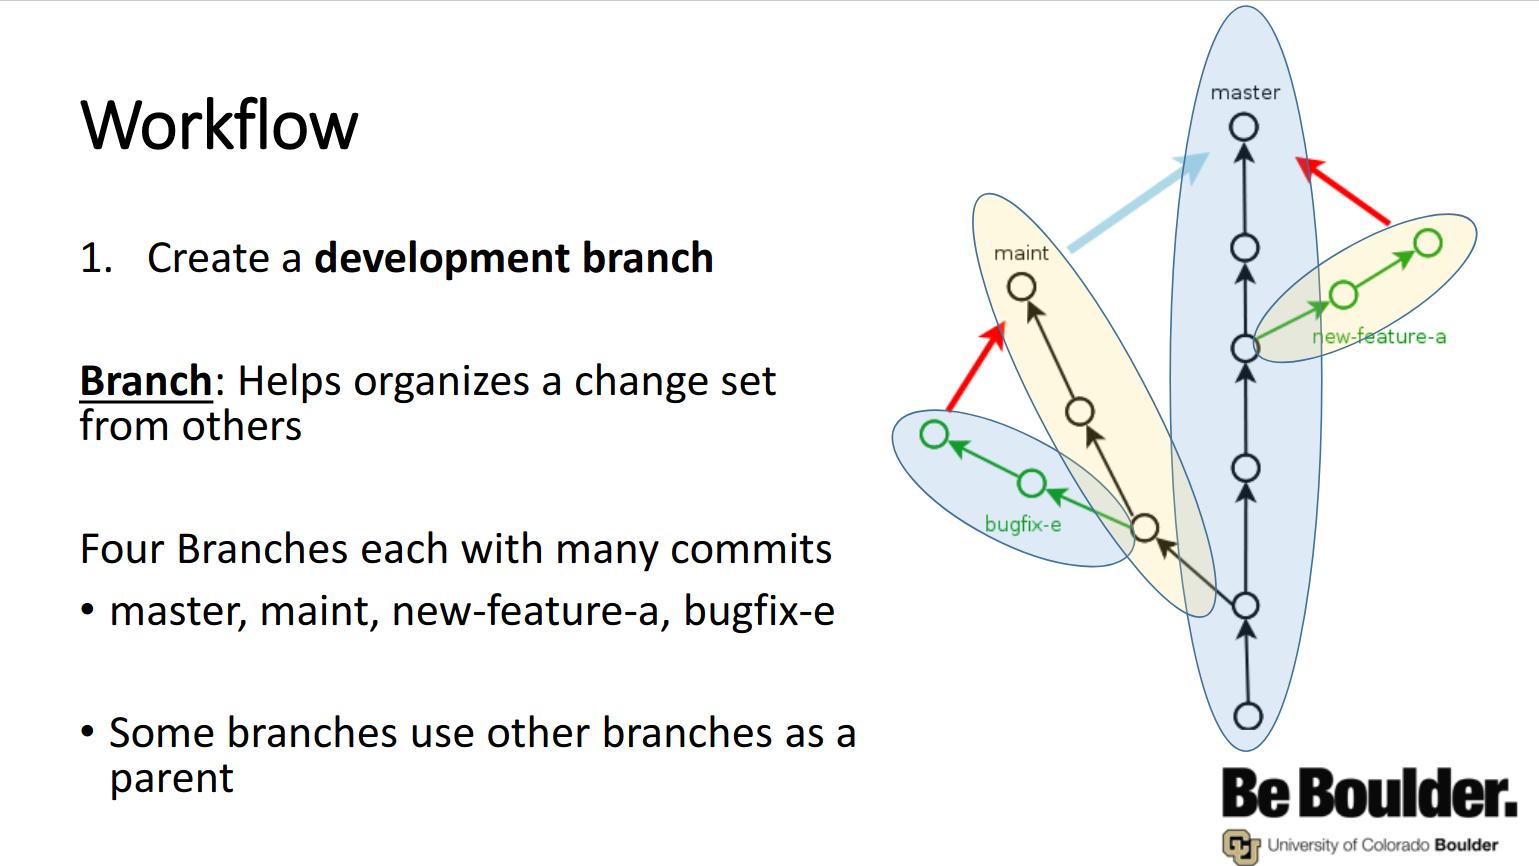 Workflow
1. Create a development branch
Branch: Helps organizes a change set
from others
Four Branches each with many commits
• master, maint, new-feature-a, bugfix-e
• Some branches use other branches as a
parent
master
maint
new-feature-a
bugfix-e
Be Boulder.
CU
University of Colorado Boulder